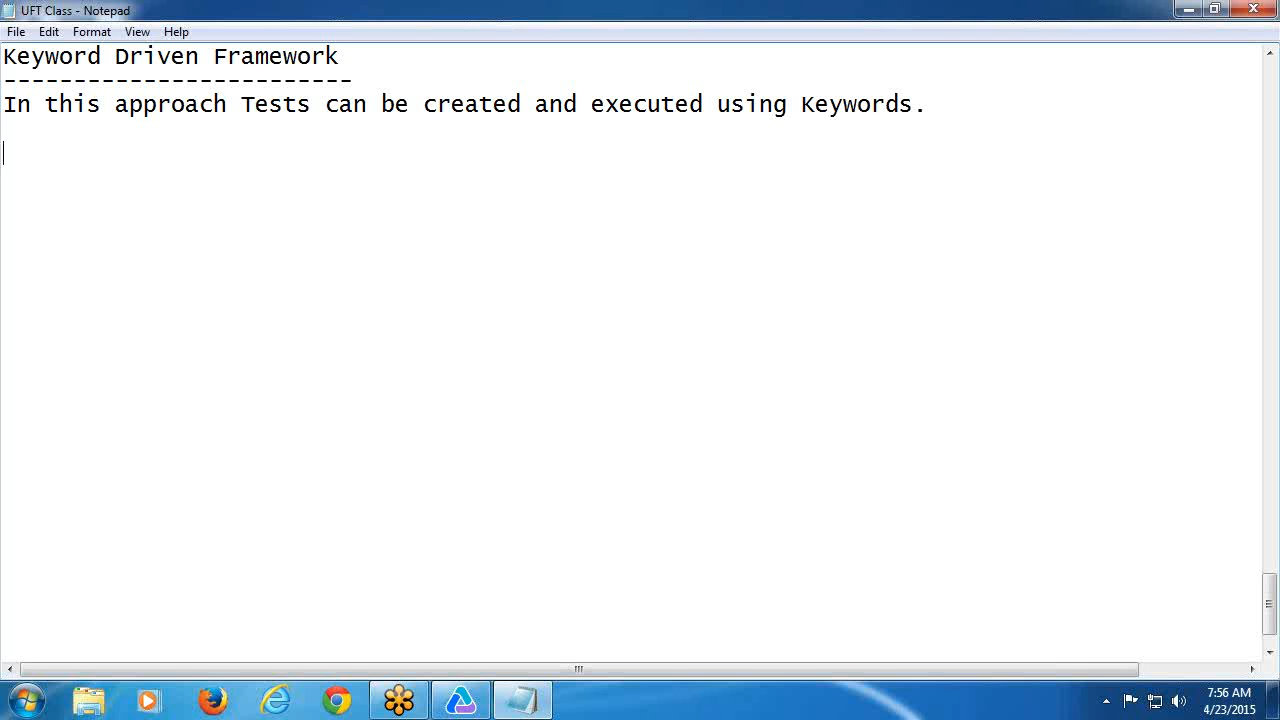 UFT Class - Notepad
File Edit Format View Help
Keyword Driven Framework
-------------------------
In this approach Tests can be created and executed using Keywords.
7:56 AM
4/23/2015